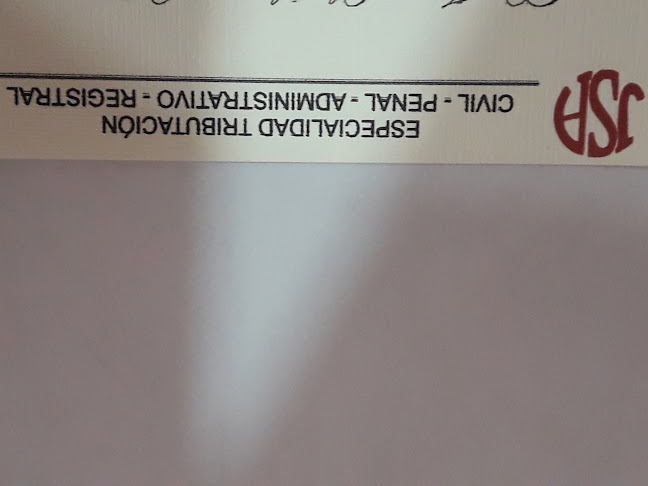 JSA
ESPECIALIDAD TRIBUTACIÓN
CIVIL - PENAL - ADMINISTRATIVO - REGISTRAL